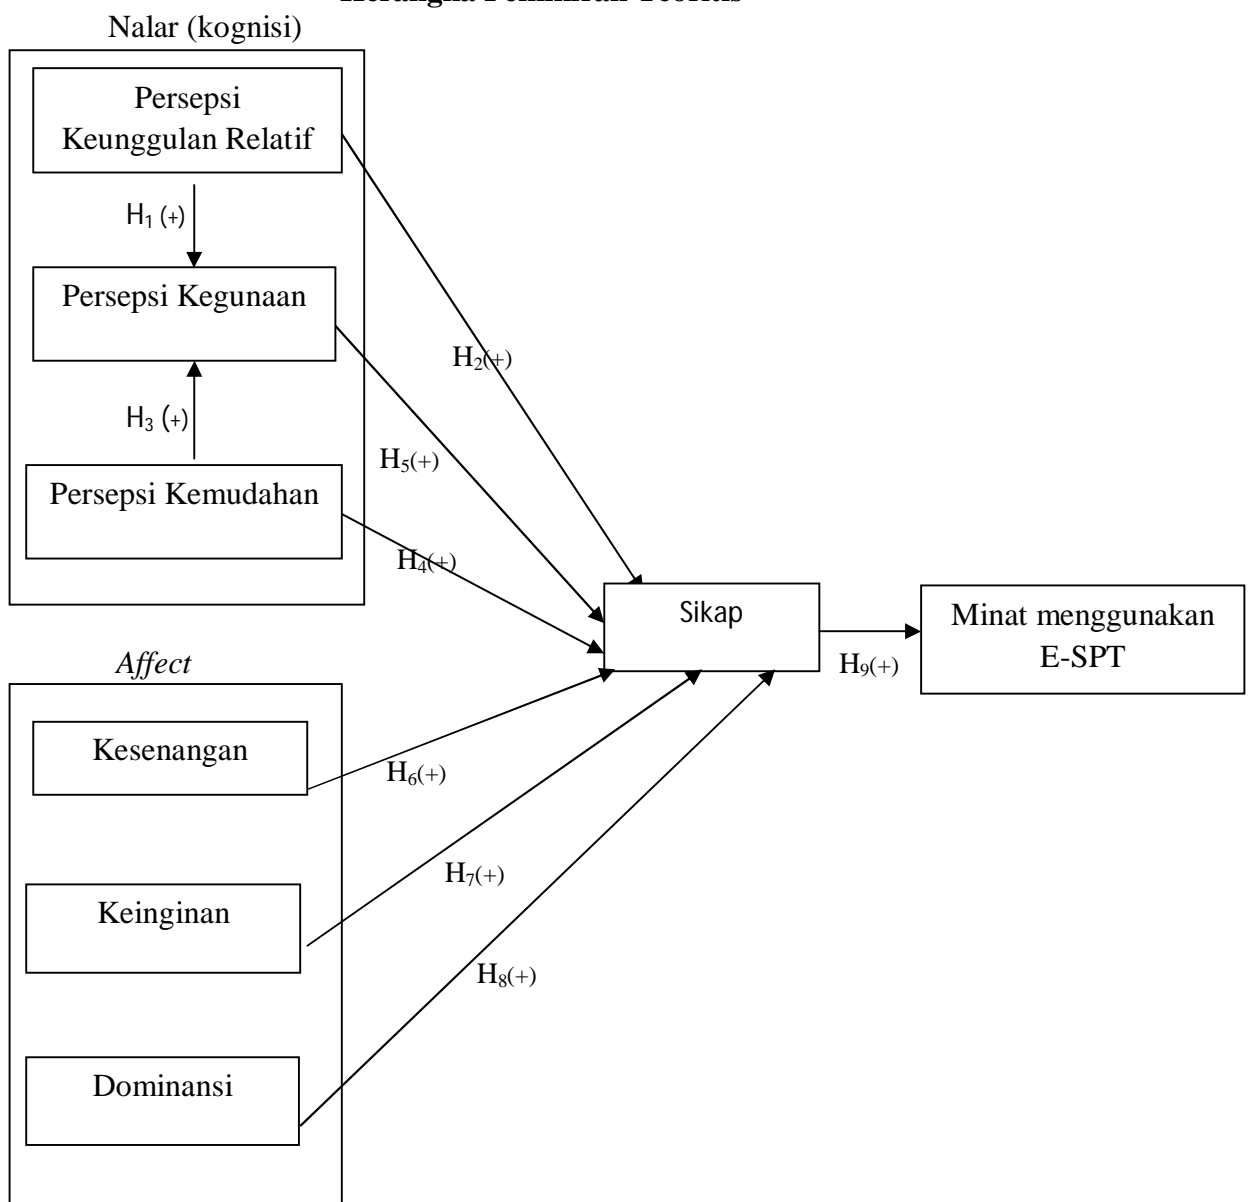 Nalar (kognisi)
Persepsi
Keunggulan Relatif
H₁ (+)
Persepsi Kegunaan
H₂(+)
H₃ (+)
H₅(+)
Persepsi Kemudahan
H₄(+)
Sikap
Minat menggunakan
E-SPT
H₉(+)
Affect
Kesenangan
H₆(+)
H₇(+)
Keinginan
H₈(+)
Dominansi